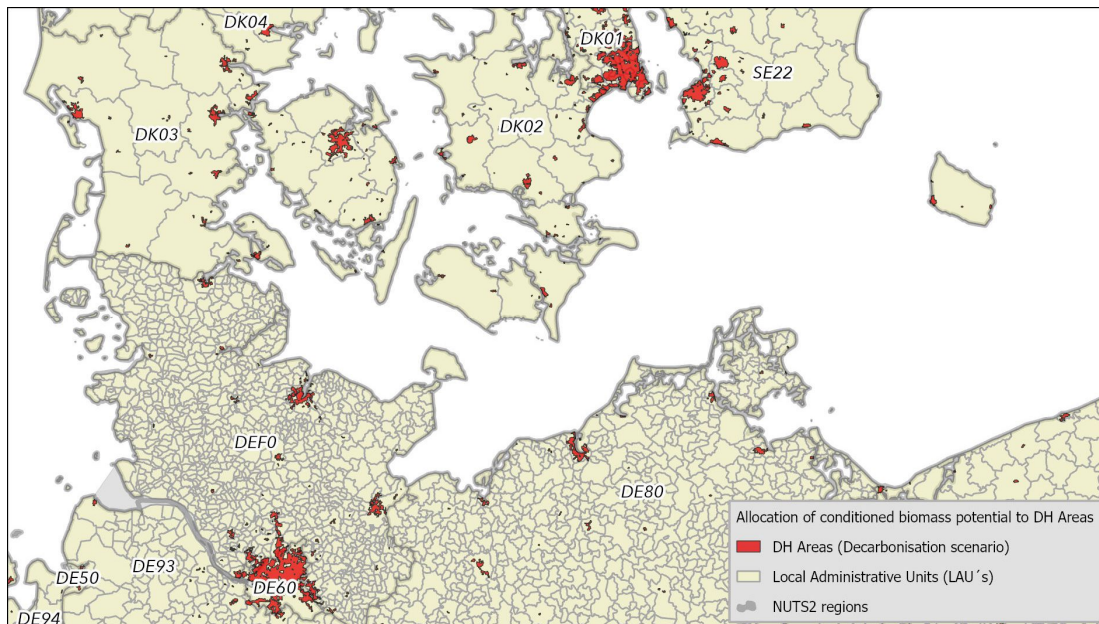 DK04
DK01
SE22
DK03
DK02
DEF0
DE80
DE50
DE93
DE60
DE94
Allocation of conditioned biomass potential to DH Areas
DH Areas (Decarbonisation scenario)
Local Administrative Units (LAU´s)
NUTS2 regions